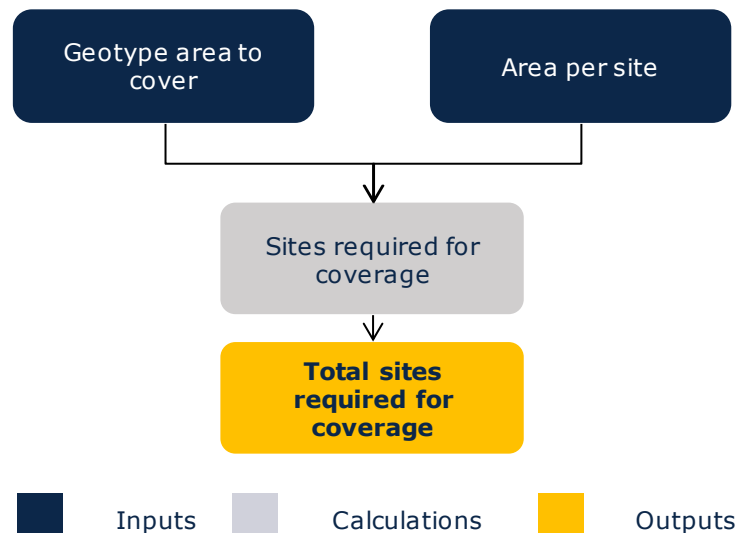 Geotype area to
cover
Area per site
Sites required for
coverage
Total sites
required for
coverage
Inputs
Calculations
Outputs